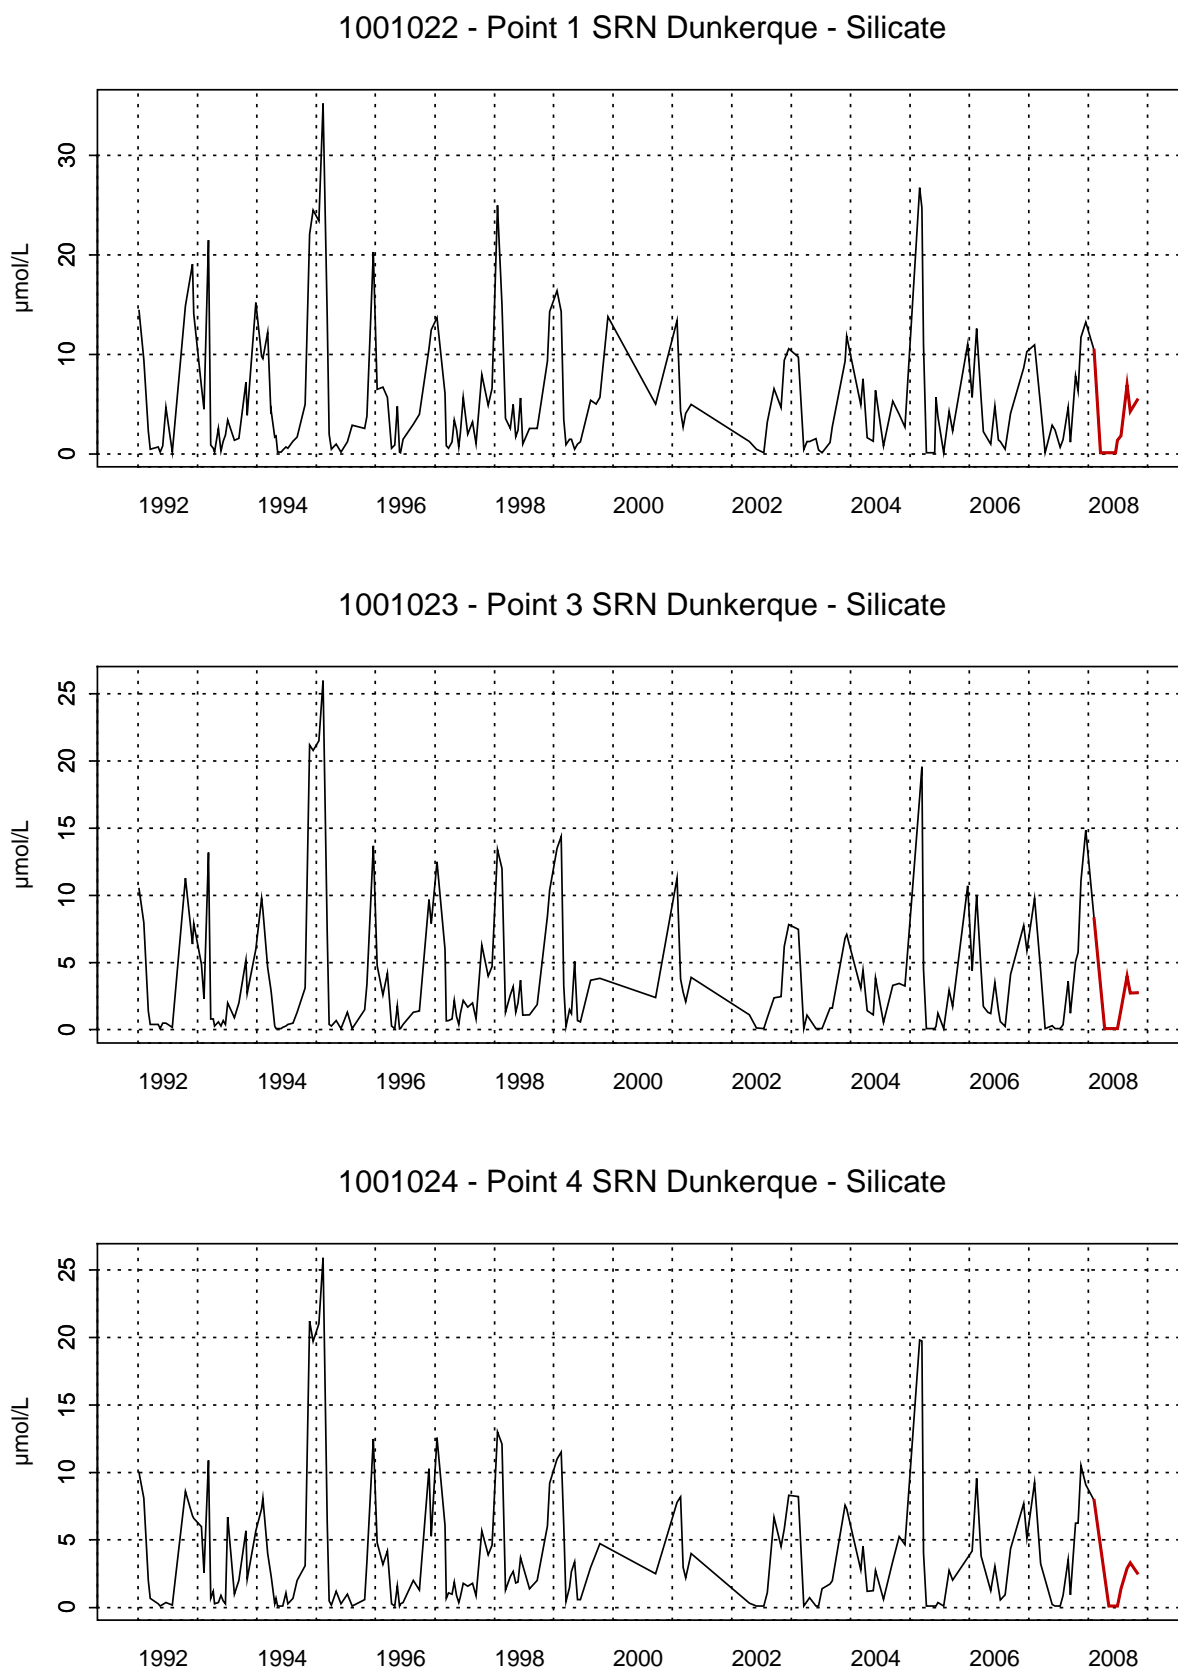 1001022 - Point 1 SRN Dunkerque - Silicate
30
20
10
0
µmol/L
1992 1994 1996 1998 2000 2002 2004 2006 2008
1001023 - Point 3 SRN Dunkerque - Silicate
25
20
15
10
5
0
µmol/L
1992 1994 1996 1998 2000 2002 2004 2006 2008
1001024 - Point 4 SRN Dunkerque - Silicate
25
20
15
10
5
0
µmol/L
1992 1994 1996 1998 2000 2002 2004 2006 2008